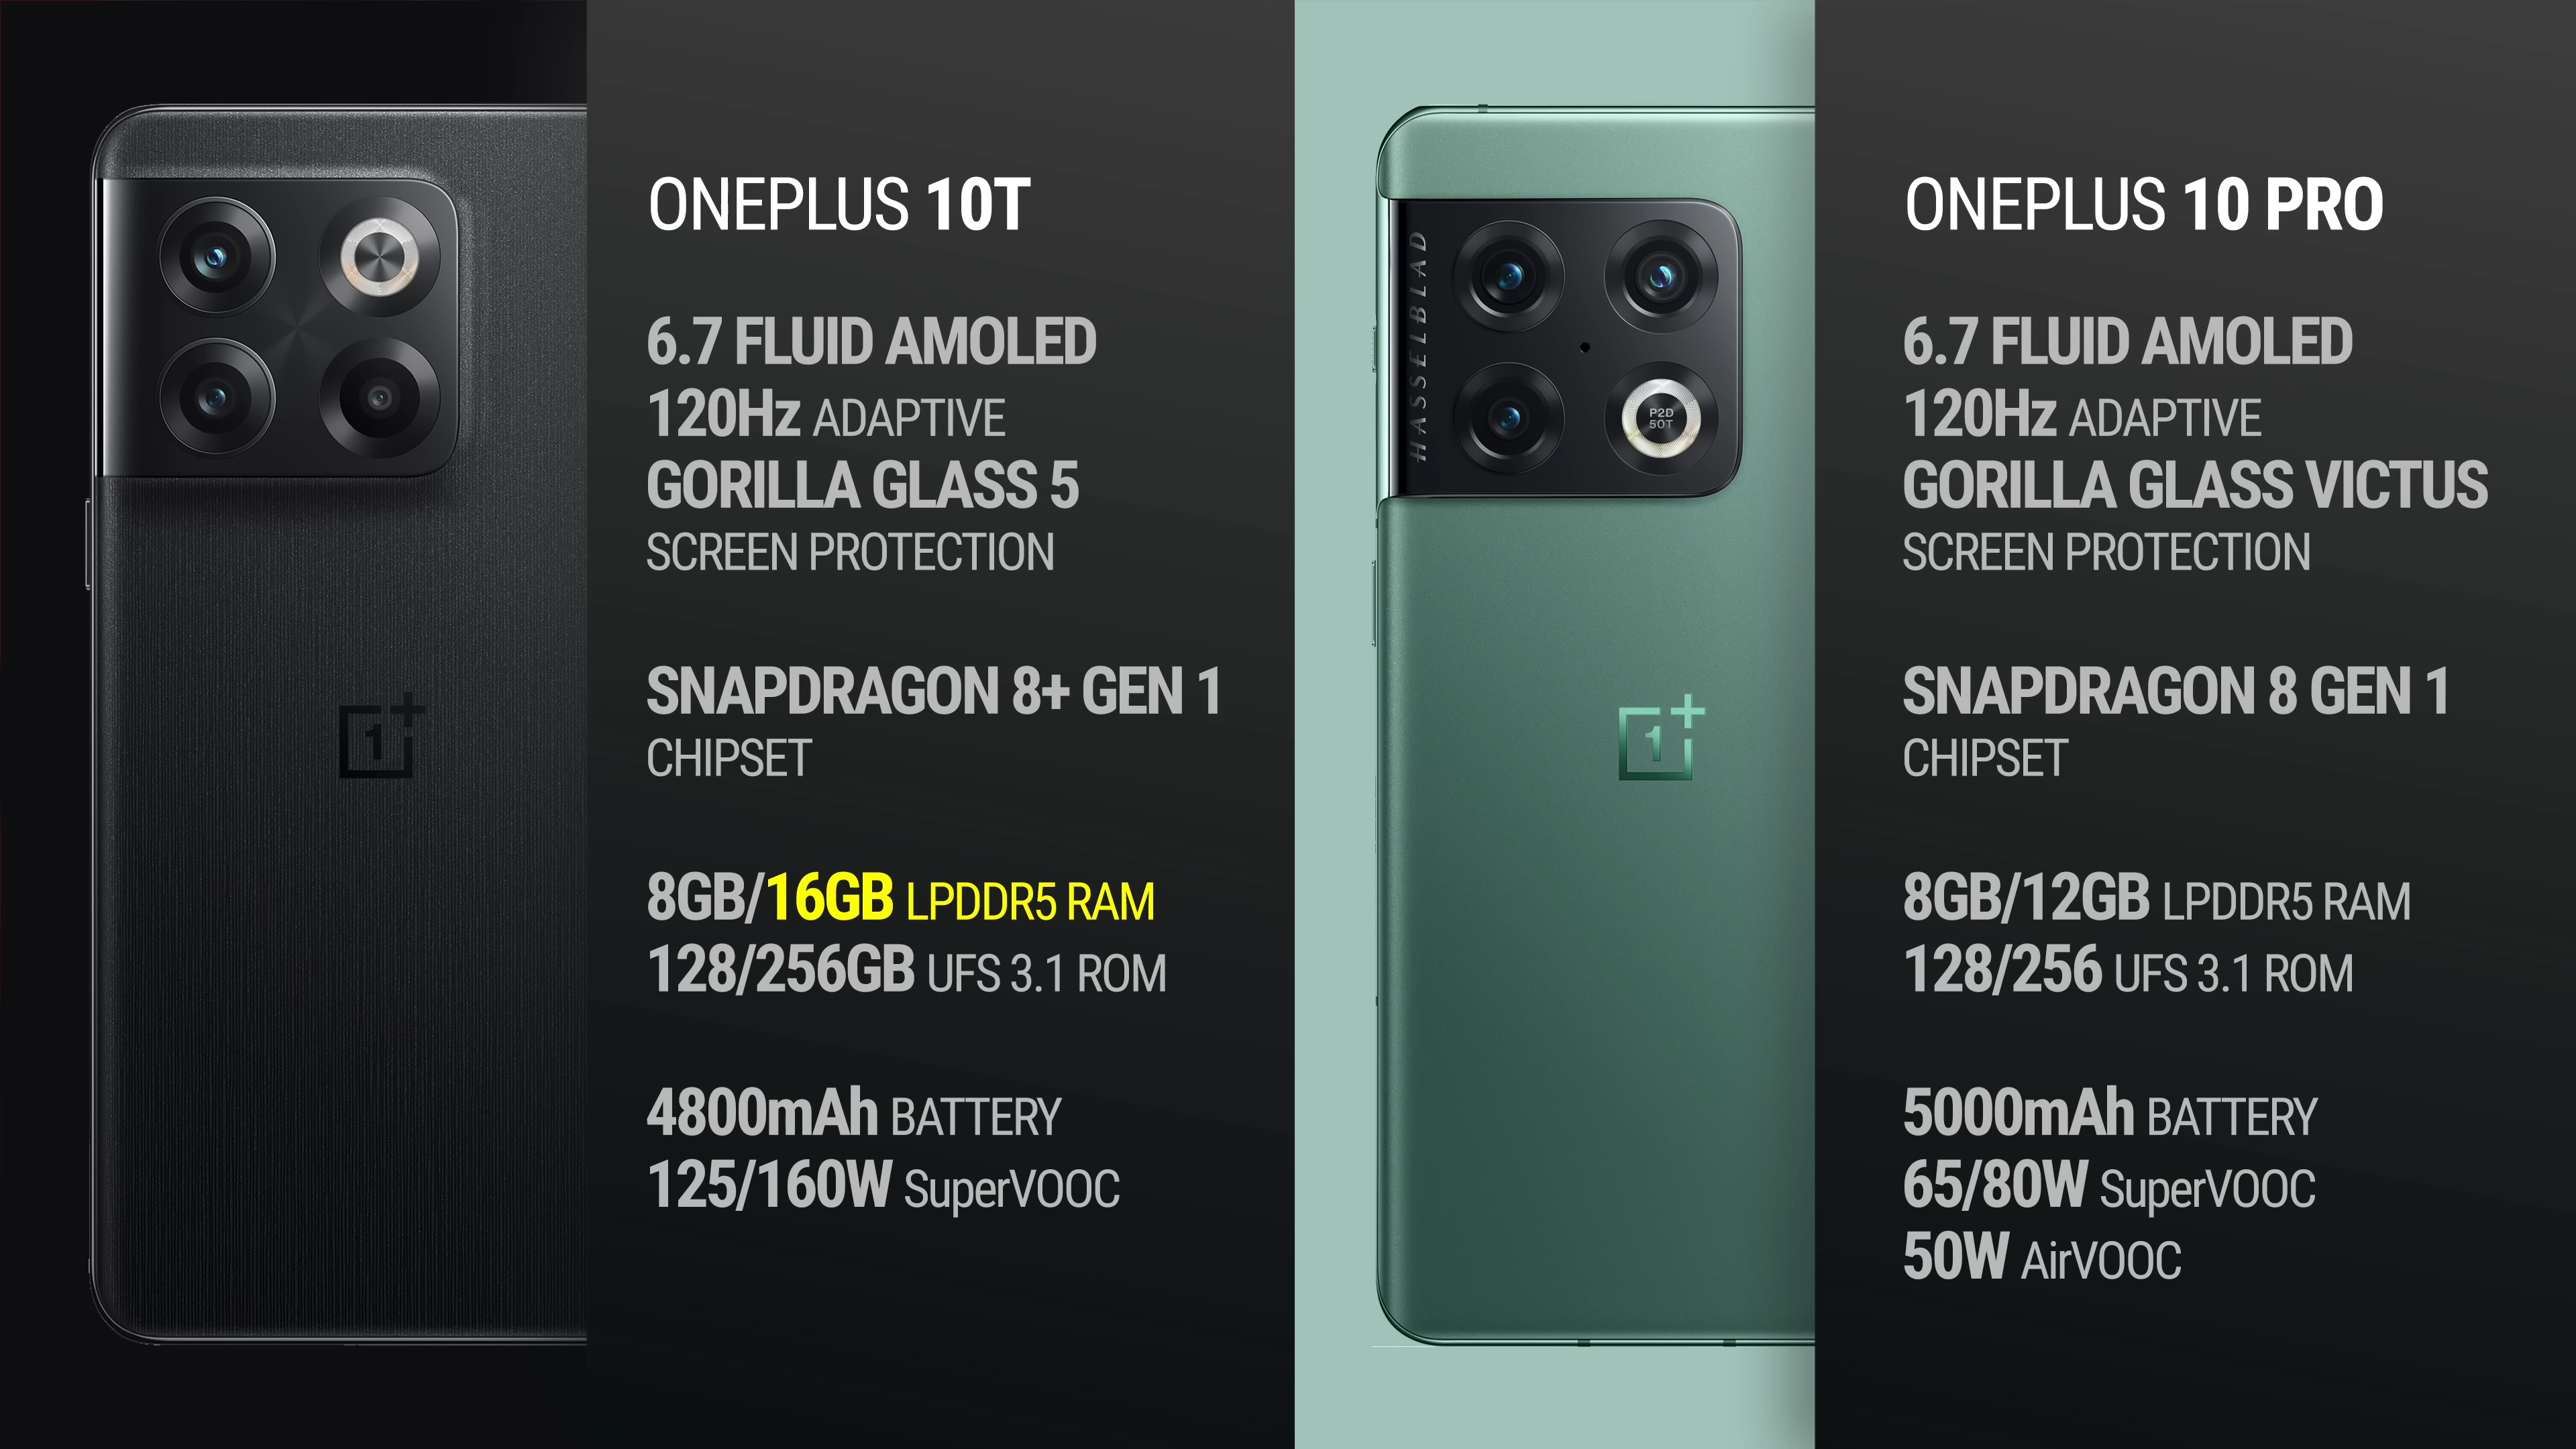 ONEPLUS 10T
6.7 FLUID AMOLED
120Hz ADAPTIVE
GORILLA GLASS 5
SCREEN PROTECTION
SNAPDRAGON 8+ GEN 1
CHIPSET
8GB/16GB LPDDR5 RAM
128/256GB UFS 3.1 ROM
4800mAh BATTERY
125/160W SuperVOOC
1+
HASSELBLAD
P2D
50T
1+
ONEPLUS 10 PRO
6.7 FLUID AMOLED
120Hz ADAPTIVE
GORILLA GLASS VICTUS
SCREEN PROTECTION
SNAPDRAGON 8 GEN 1
CHIPSET
8GB/12GB LPDDR5 RAM
128/256 UFS 3.1 ROM
5000mAh BATTERY
65/80W SuperVOOC
50W AirVOOC